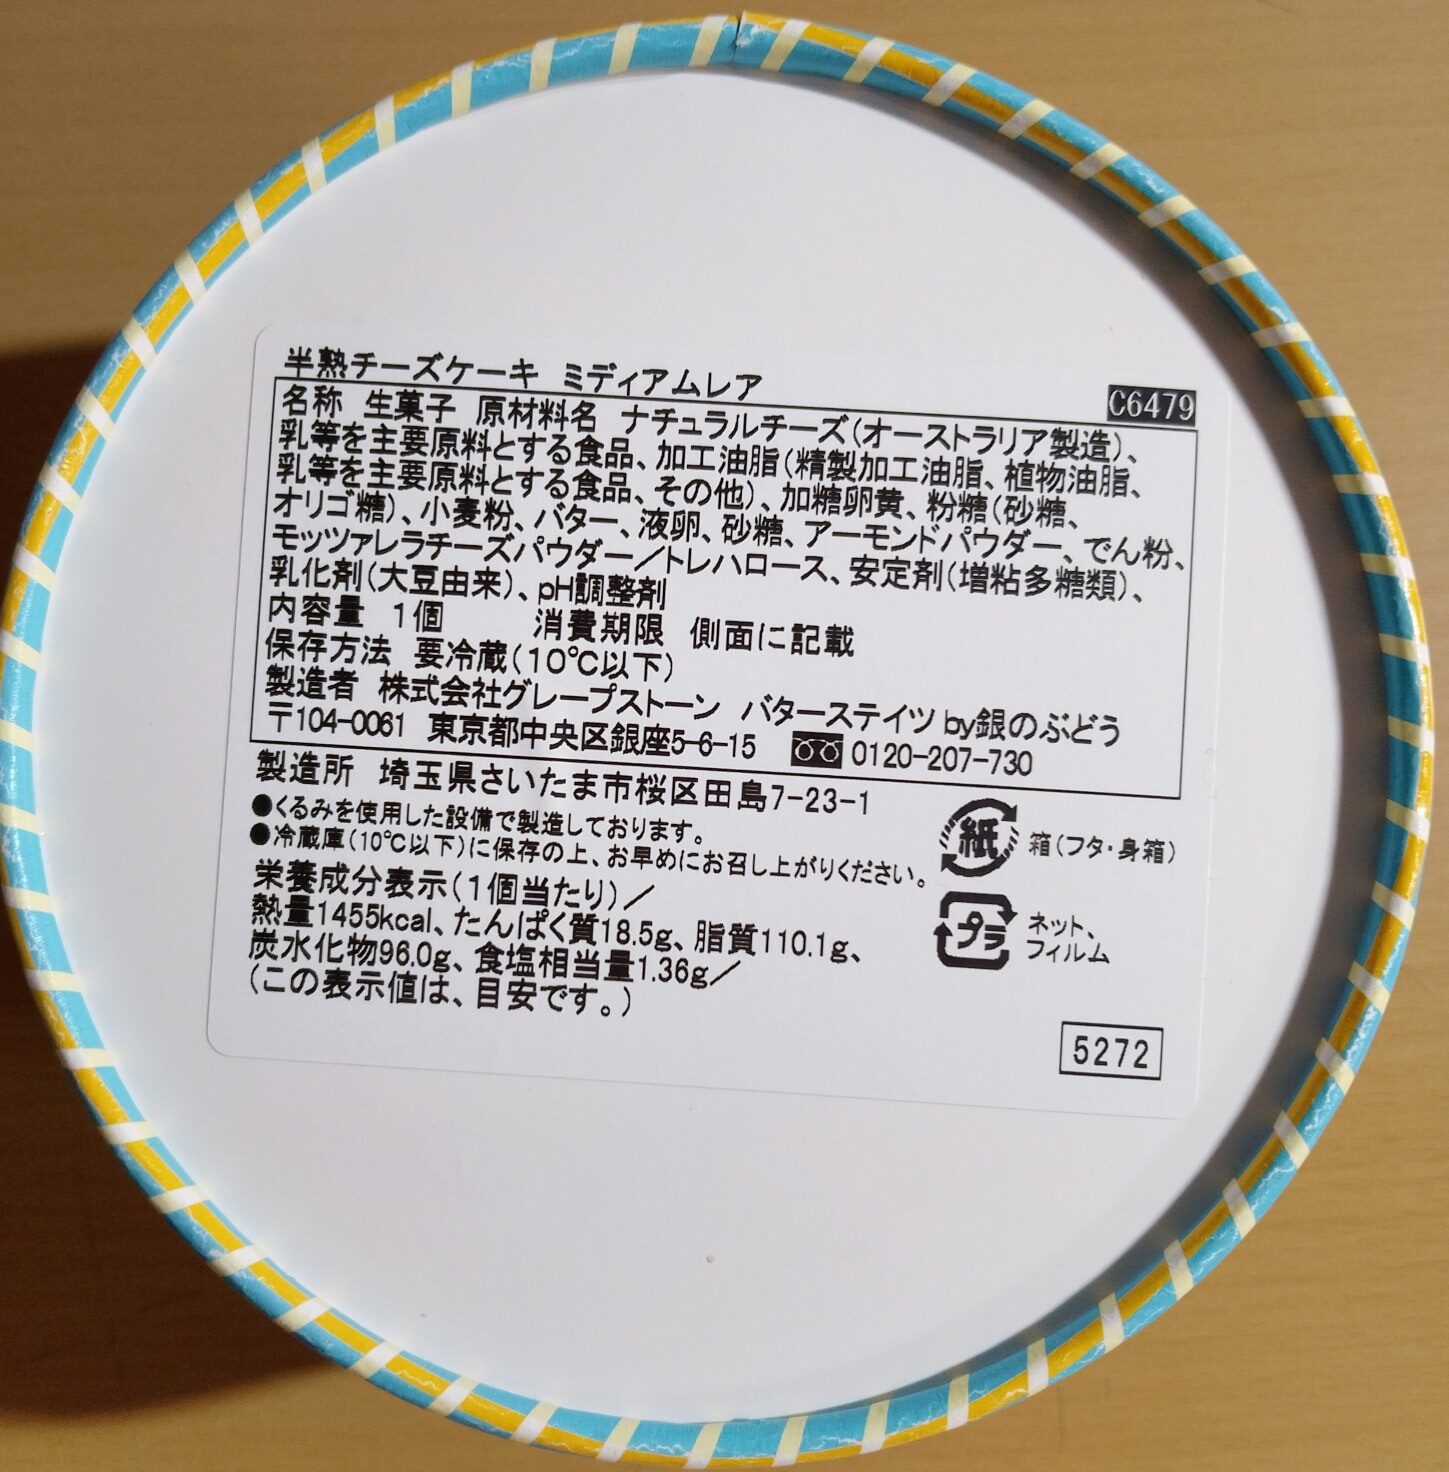 半熟チーズケーキ ミディアムレア
C6479
名称 生菓子 原材料名 ナチュラルチーズ(オーストラリア製造)、
乳等を主要原料とする食品、加工油脂(精製加工油脂、植物油脂、
乳等を主要原料とする食品、その他)、加糖卵黄、粉糖(砂糖、
オリゴ糖)、小麦粉、バター、液卵、砂糖、アーモンドパウダー、でん粉、
モッツァレラチーズパウダー/トレハロース、安定剤(増粘多糖類)、
乳化剤(大豆由来)、pH調整剤
内容量 1個 消費期限 側面に記載
保存方法 要冷蔵(10℃以下)
製造者 株式会社グレープストーン バターステイツby銀のぶどう
〒104-0061 東京都中央区銀座5-6-15 0120-207-730
製造所 埼玉県さいたま市桜区田島7-23-1
●くるみを使用した設備で製造しております。
●冷蔵庫(10℃以下)に保存の上、お早めにお召し上がりください。
栄養成分表示(1個当たり)/
熱量1455kcal、たんぱく質18.5g、脂質110.1g、
炭水化物96.0g、食塩相当量1.36g/
(この表示値は、目安です。)
紙 箱(フタ・身箱)
プラ ネット、
フィルム
5272